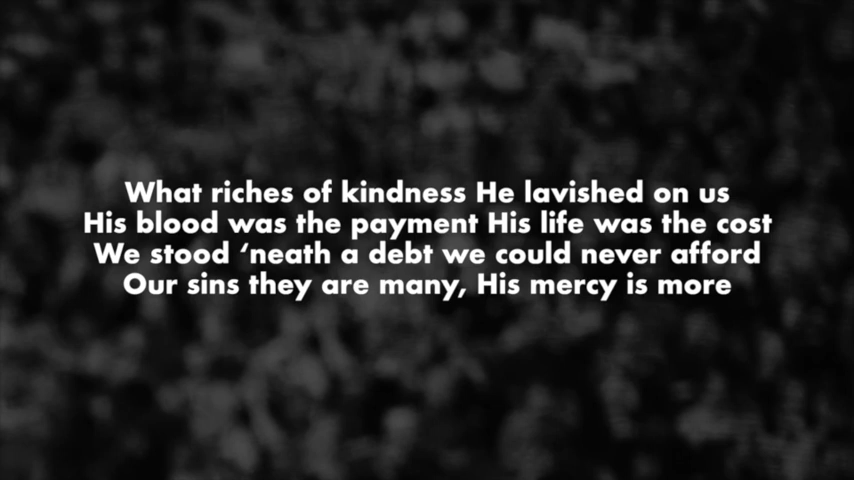 What riches of kindness He lavished on us
His blood was the payment His life was the cost
We stood ‘neath a debt we could never afford
Our sins they are many, His mercy is more